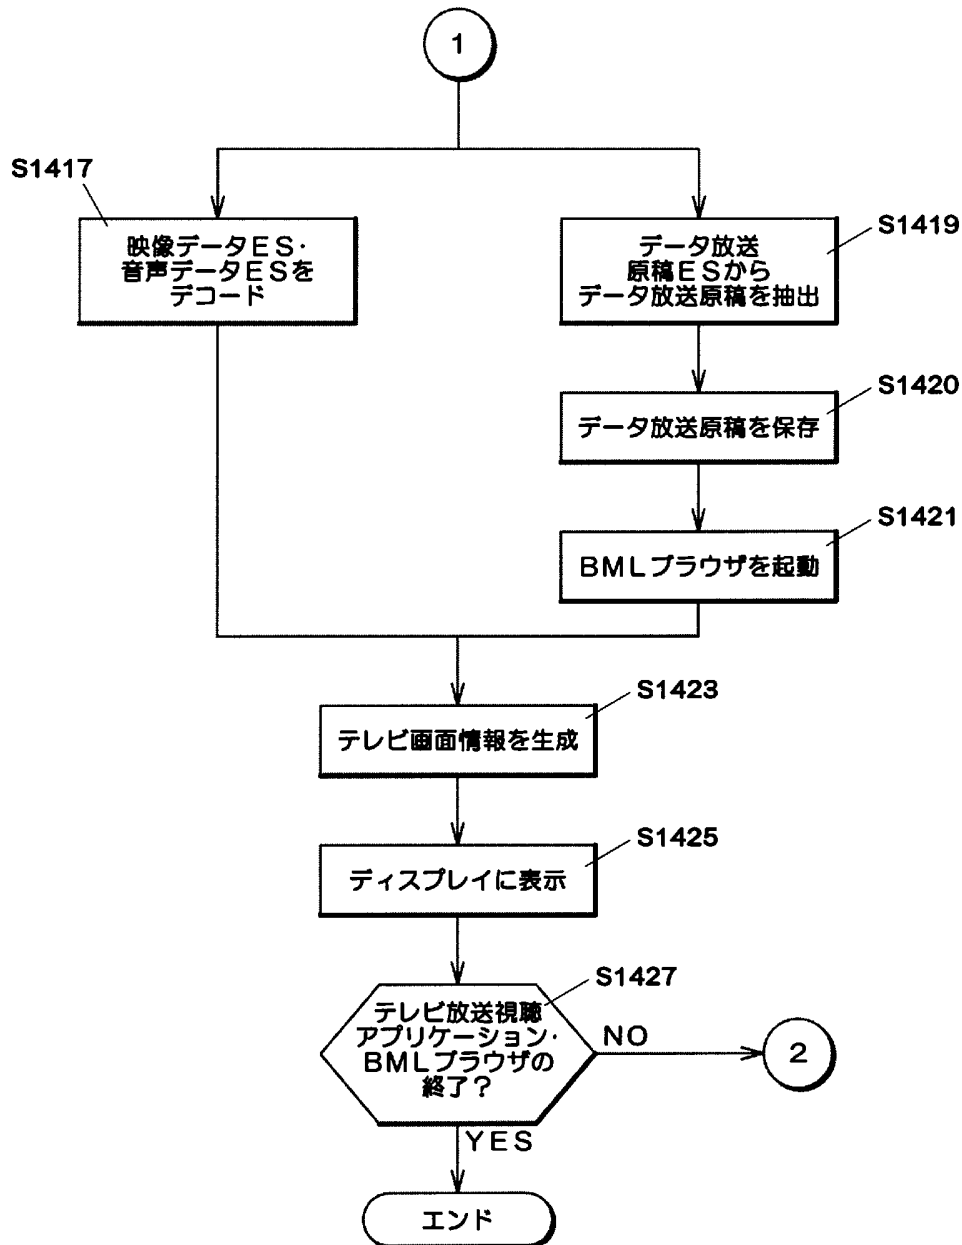 1
S1417
映像データES・
音声データESを
デコード
S1419
データ放送
原稿ESから
データ放送原稿を抽出
S1420
データ放送原稿を保存
S1421
BMLブラウザを起動
S1423
テレビ画面情報を生成
S1425
ディスプレイに表示
S1427
テレビ放送視聴
アプリケーション・
BMLブラウザの
終了?
NO
2
YES
エンド